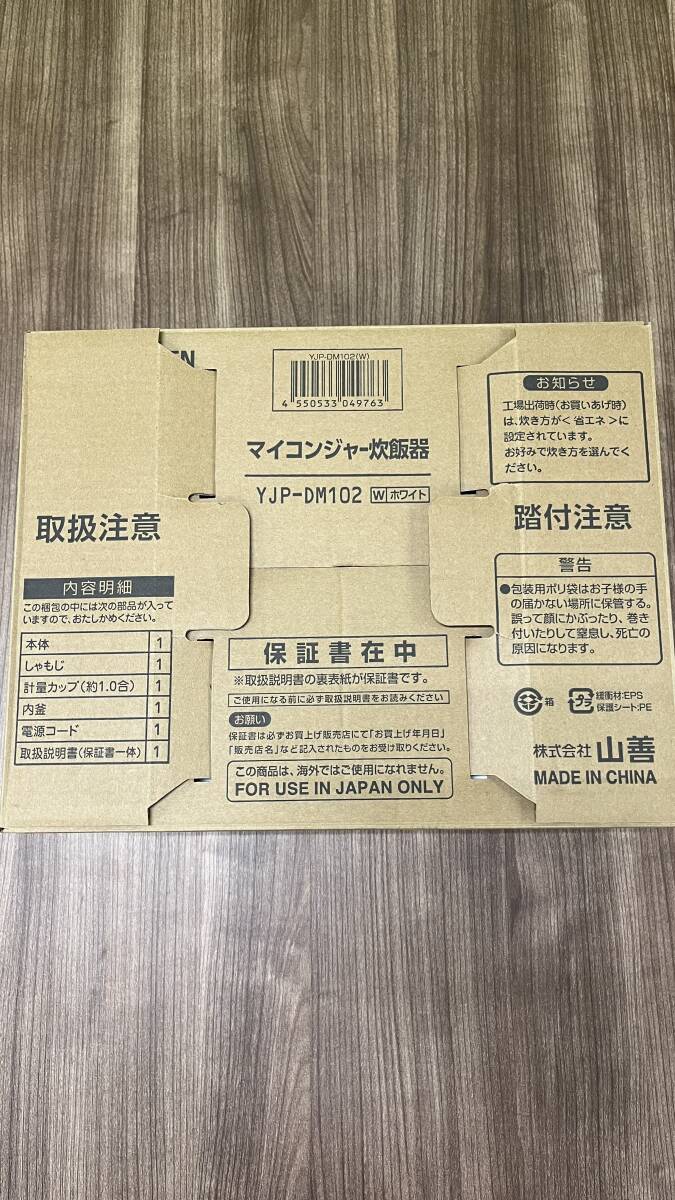 EN
YJP-DM102(W)
4 550533 049763
マイコンジャー炊飯器
YJP-DM102 W ホワイト
取扱注意
内容明細
この梱包の中には次の部品が入って
いますので、おたしかめください。
本体 1
しゃもじ 1
計量カップ(約1.0合) 1
内釜 1
電源コード 1
取扱説明書(保証書一体) 1
保証書在中
※取扱説明書の裏表紙が保証書です。
ご使用になる前に必ず取扱説明書をお読みください
お願い
保証書は必ずお買上げ販売店にて「お買上げ年月日」
「販売店名」など記入されたものをお受け取りください。
この商品は、海外ではご使用になれません。
FOR USE IN JAPAN ONLY
お知らせ
工場出荷時(お買いあげ時)
は、炊き方が<省エネ>に
設定されています。
お好みで炊き方を選んでく
ださい。
踏付注意
警告
●包装用ポリ袋はお子様の手
の届かない場所に保管する。
誤って顔にかぶったり、巻き
付いたりして窒息し、死亡の
原因になります。
箱
プラ
緩衝材:EPS
保護シート:PE
株式会社 山善
MADE IN CHINA